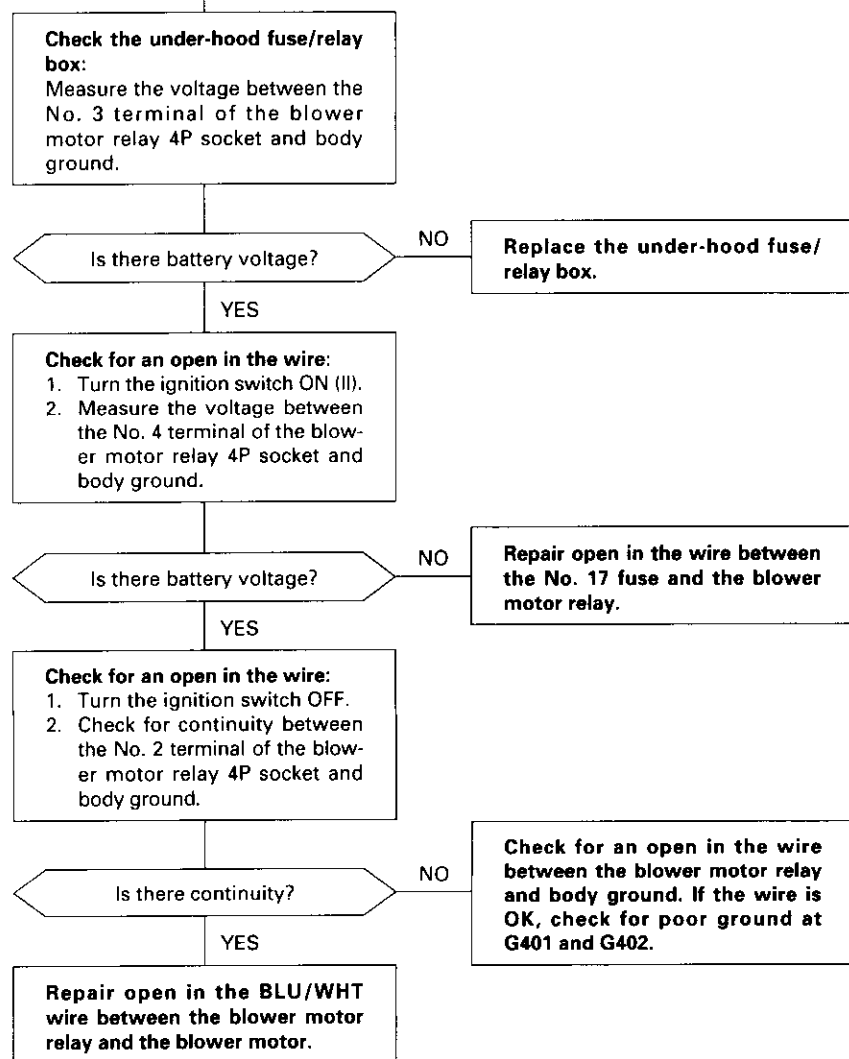 Check the under-hood fuse/relay
box:
Measure the voltage between the
No. 3 terminal of the blower
motor relay 4P socket and body
ground.
Is there battery voltage?
NO
Replace the under-hood fuse/
relay box.
YES
Check for an open in the wire:
1. Turn the ignition switch ON (II).
2. Measure the voltage between
the No. 4 terminal of the blow-
er motor relay 4P socket and
body ground.
Is there battery voltage?
NO
Repair open in the wire between
the No. 17 fuse and the blower
motor relay.
YES
Check for an open in the wire:
1. Turn the ignition switch OFF.
2. Check for continuity between
the No. 2 terminal of the blow-
er motor relay 4P socket and
body ground.
Is there continuity?
NO
Check for an open in the wire
between the blower motor relay
and body ground. If the wire is
OK, check for poor ground at
G401 and G402.
YES
Repair open in the BLU/WHT
wire between the blower motor
relay and the blower motor.